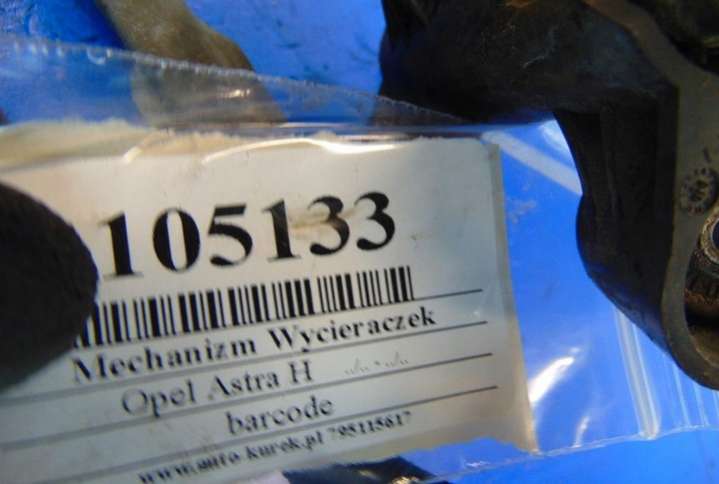 105133
Mechanizm Wycieraczek
Opel Astra H
barcode
www.auto-kurek.pl 795115617